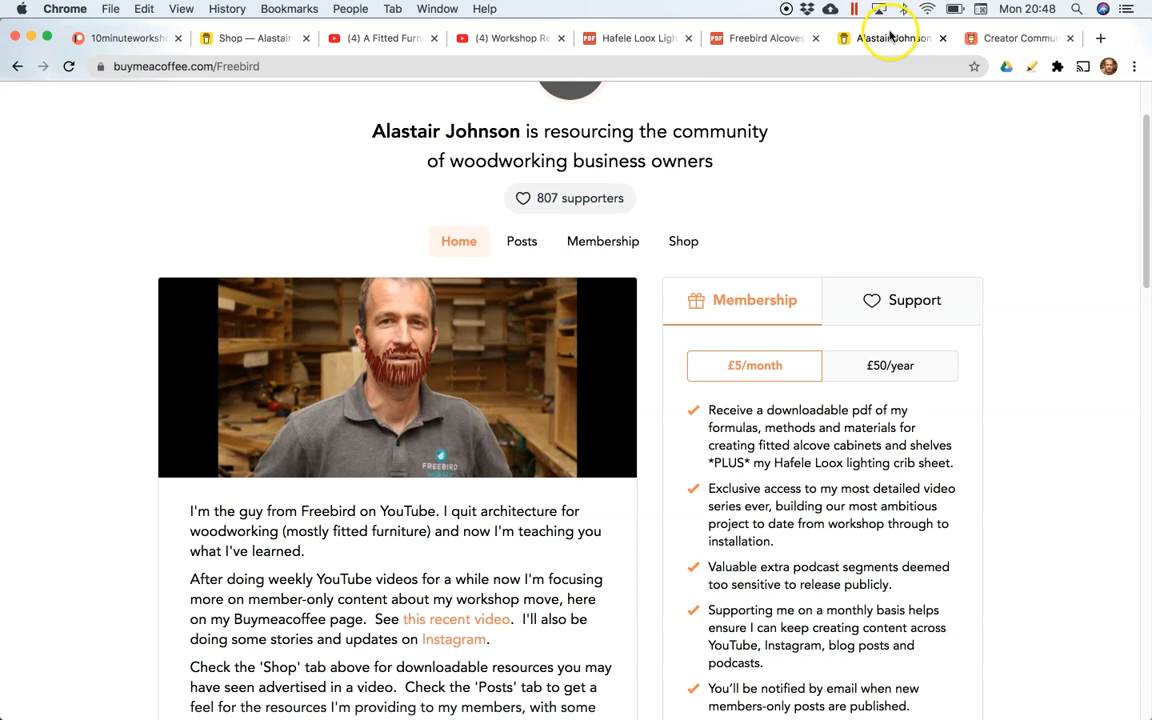 Chrome File Edit View History Bookmarks People Tab Window Help Mon 20:48
10minuteworksh Shop — Alastair (4) A Fitted Furn (4) Workshop Re Hafele Loox Ligh Freebird Alcoves Alastair Johnson Creator Commu
buymeacoffee.com/Freebird
Alastair Johnson is resourcing the community
of woodworking business owners
807 supporters
Home Posts Membership Shop
Membership Support
£5/month £50/year
FREEBIRD
Receive a downloadable pdf of my
formulas, methods and materials for
creating fitted alcove cabinets and shelves
*PLUS* my Hafele Loox lighting crib sheet.
Exclusive access to my most detailed video
series ever, building our most ambitious
project to date from workshop through to
installation.
Valuable extra podcast segments deemed
too sensitive to release publicly.
Supporting me on a monthly basis helps
ensure I can keep creating content across
YouTube, Instagram, blog posts and
podcasts.
You'll be notified by email when new
members-only posts are published.
I'm the guy from Freebird on YouTube. I quit architecture for
woodworking (mostly fitted furniture) and now I'm teaching you
what I've learned.
After doing weekly YouTube videos for a while now I'm focusing
more on member-only content about my workshop move, here
on my Buymeacoffee page. See this recent video. I'll also be
doing some stories and updates on Instagram.
Check the 'Shop' tab above for downloadable resources you may
have seen advertised in a video. Check the 'Posts' tab to get a
feel for the resources I'm providing to my members, with some